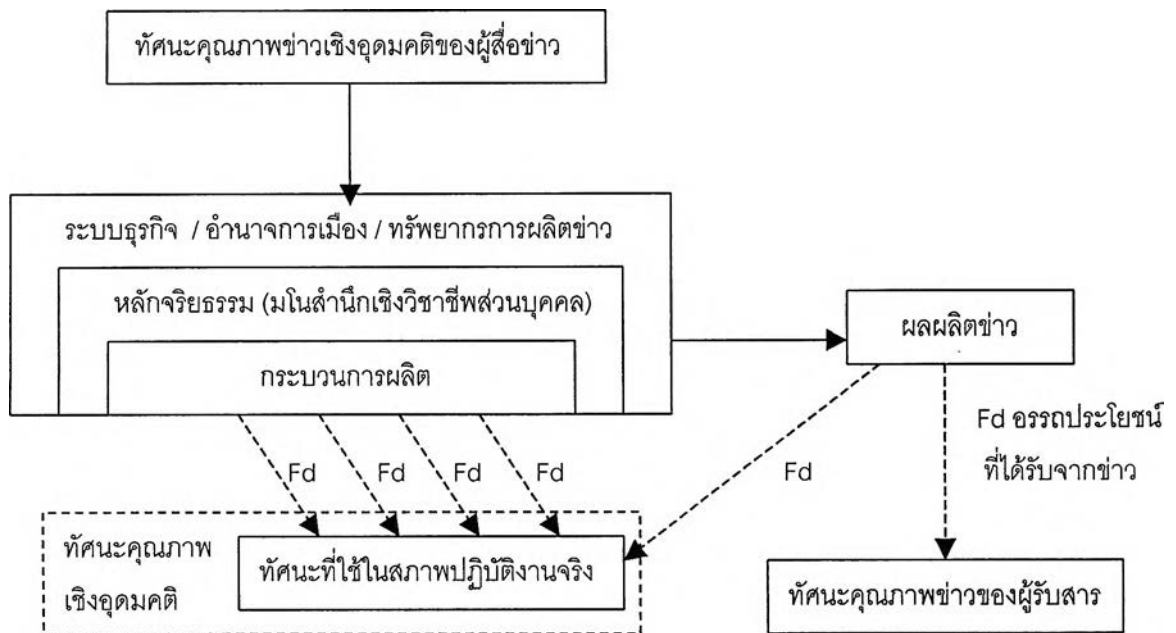 ทัศนะคุณภาพข่าวเชิงอุดมคติของผู้สื่อข่าว
ระบบธุรกิจ / อำนาจการเมือง / ทรัพยากรการผลิตข่าว
หลักจริยธรรม (มโนสำนึกเชิงวิชาชีพส่วนบุคคล)
กระบวนการผลิต
ผลผลิตข่าว
Fd อรรถประโยชน์
ที่ได้รับจากข่าว
Fd Fd Fd Fd Fd
ทัศนะคุณภาพ
เชิงอุดมคติ
ทัศนะที่ใช้ในสภาพปฏิบัติงานจริง
ทัศนะคุณภาพข่าวของผู้รับสาร